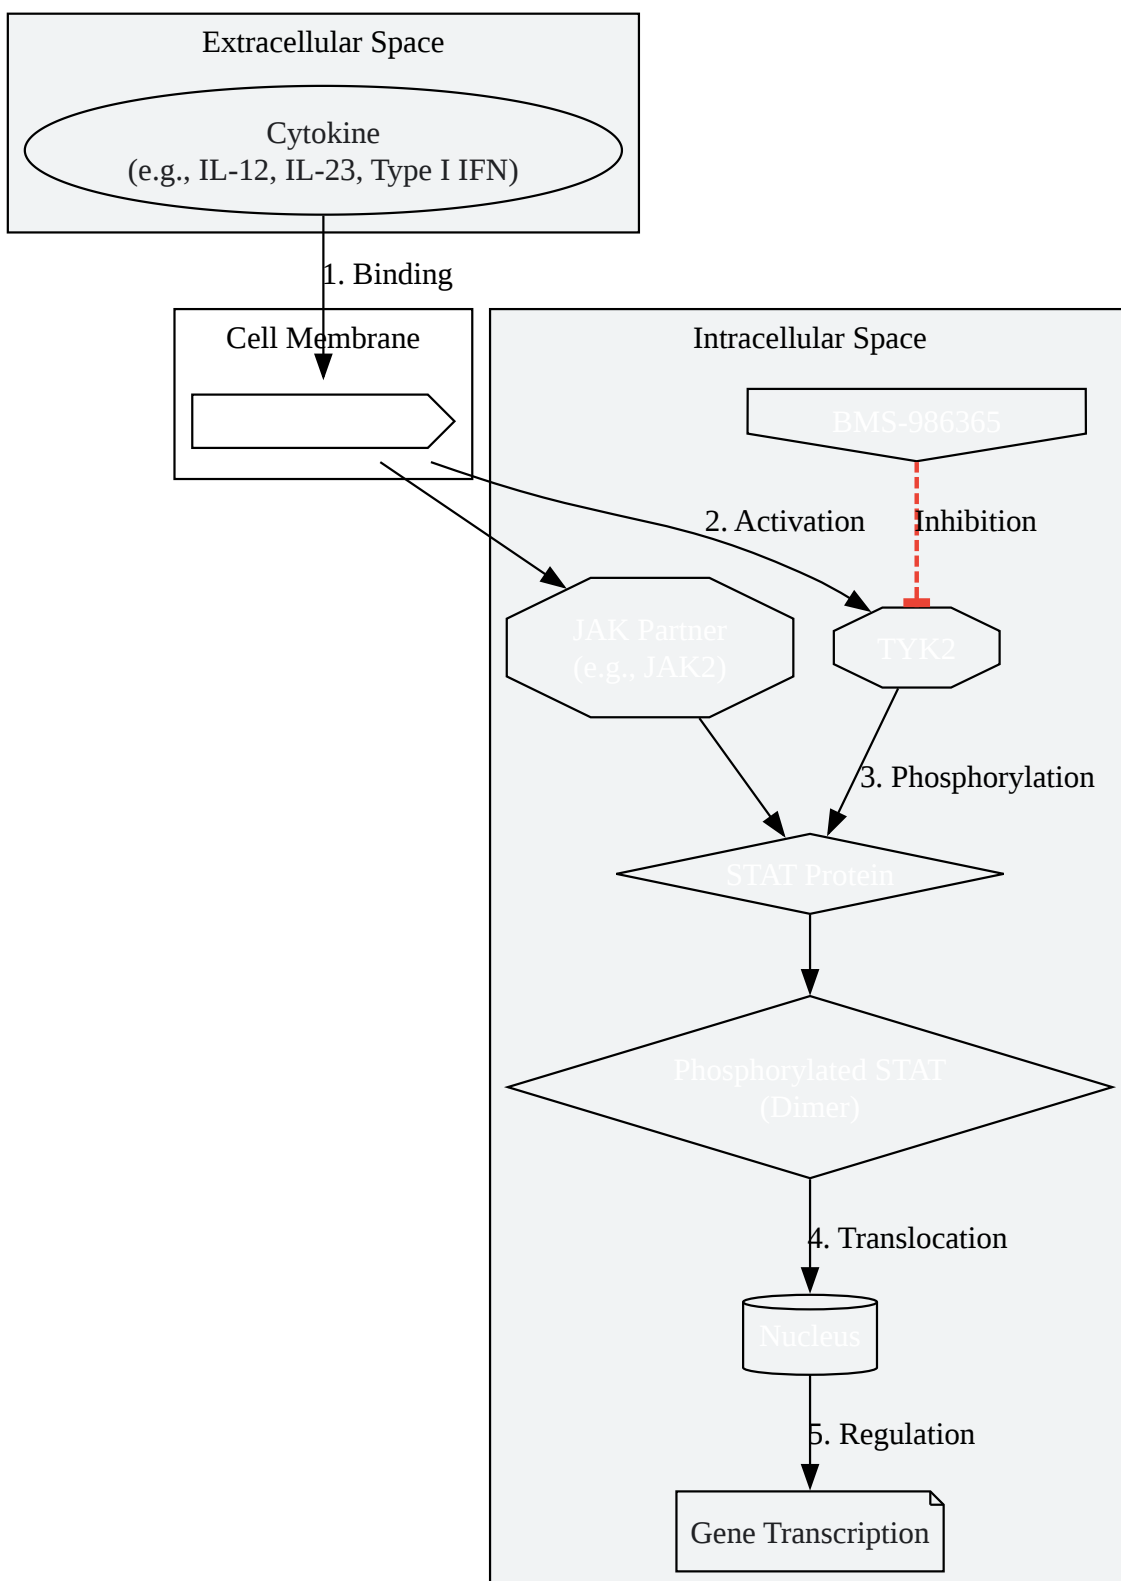 Extracellular Space
Cytokine
(e.g., IL-12, IL-23, Type I IFN)
1. Binding
Cell Membrane
Intracellular Space
BMS-986365
2. Activation
Inhibition
JAK Partner
(e.g., JAK2)
TYK2
3. Phosphorylation
STAT Protein
Phosphorylated STAT
(Dimer)
4. Translocation
Nucleus
5. Regulation
Gene Transcription